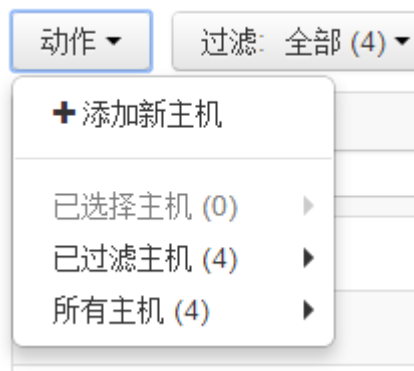 动作 过滤: 全部 (4)
添加新主机
已选择主机 (0)
已过滤主机 (4)
所有主机 (4)